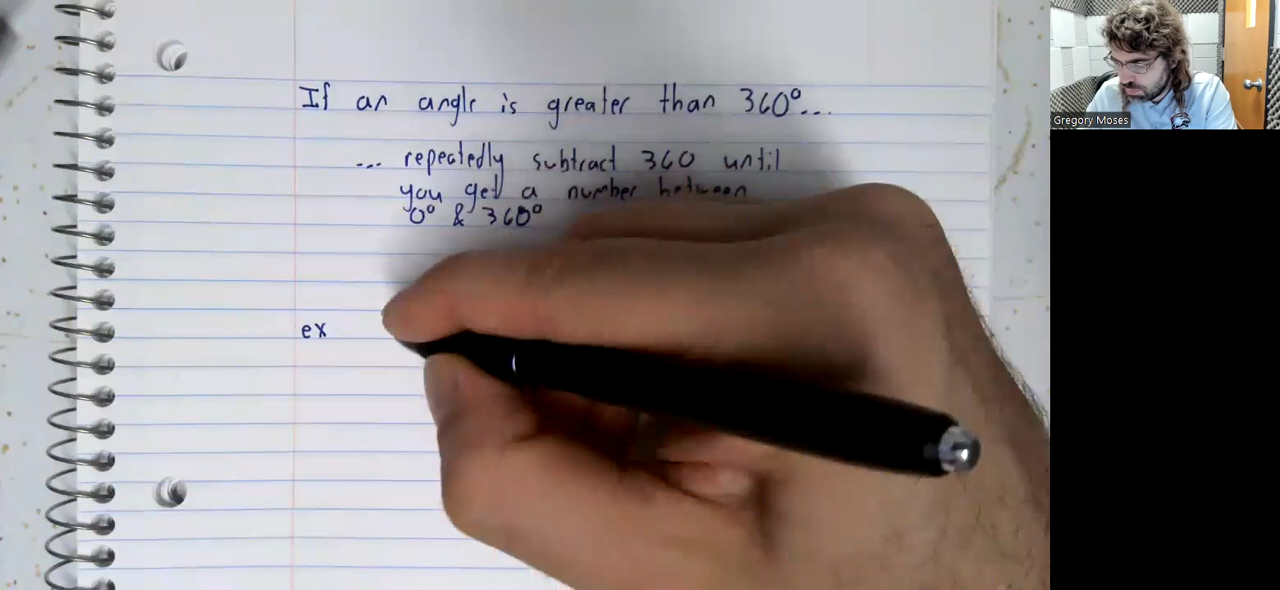 If an angle is greater than 360°...
... repeatedly subtract 360 until
you get a number between
0° & 360°
ex
Gregory Moses